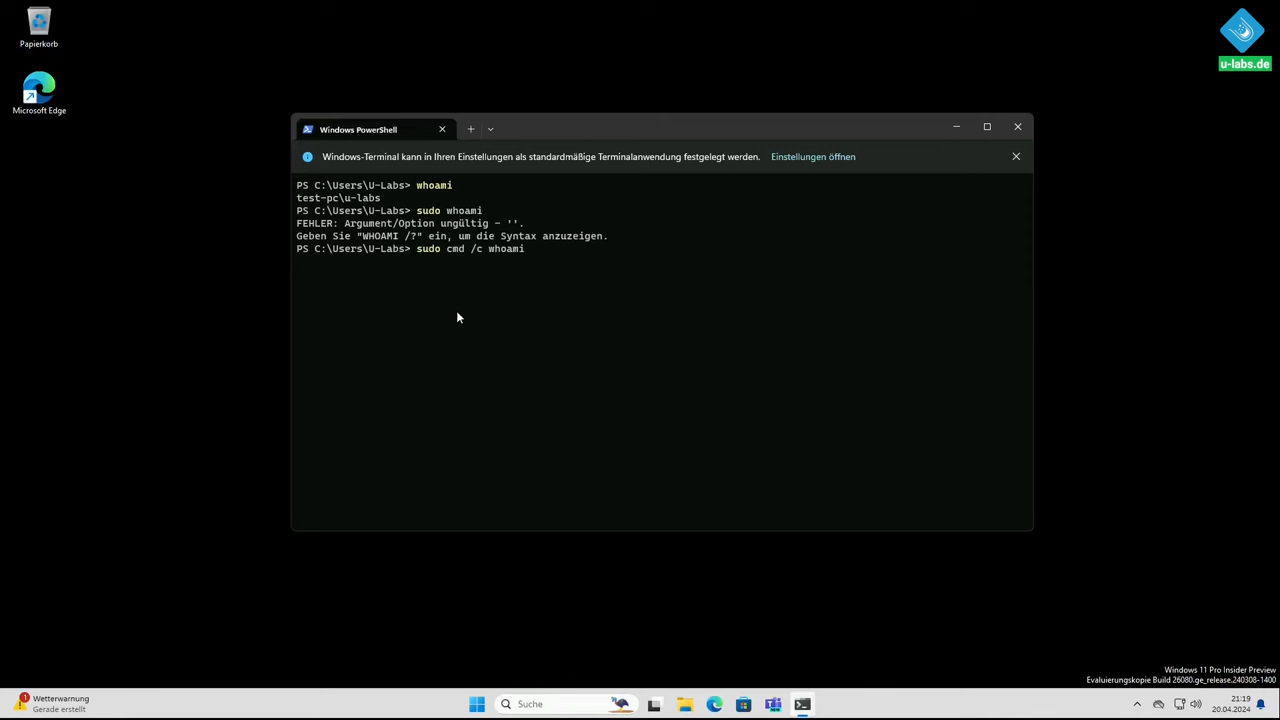 Papierkorb
u-labs.de
Microsoft Edge
Windows PowerShell
Windows-Terminal kann in Ihren Einstellungen als standardmäßige Terminalanwendung festgelegt werden. Einstellungen öffnen
PS C:\Users\U-Labs> whoami
test-pc\u-labs
PS C:\Users\U-Labs> sudo whoami
FEHLER: Argument/Option ungültig - ''.
Geben Sie "WHOAMI /?" ein, um die Syntax anzuzeigen.
PS C:\Users\U-Labs> sudo cmd /c whoami
Windows 11 Pro Insider Preview
Evaluierungskopie Build 26080.ge_release.240308-1400
1
Wetterwarnung
Gerade erstellt
Suche
21:19
20.04.2024